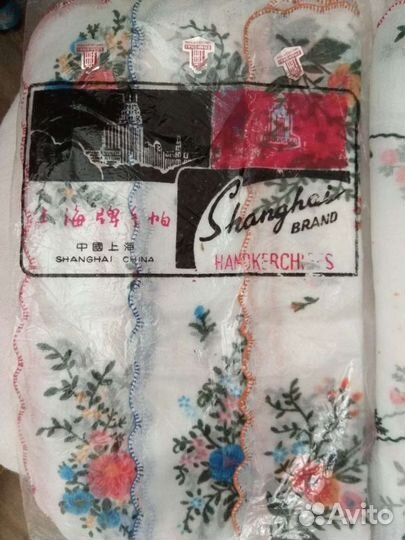 上海牌手帕
Shanghai
BRAND
中國上海
SHANGHAI CHINA
HANDKERCHIEFS
Avito